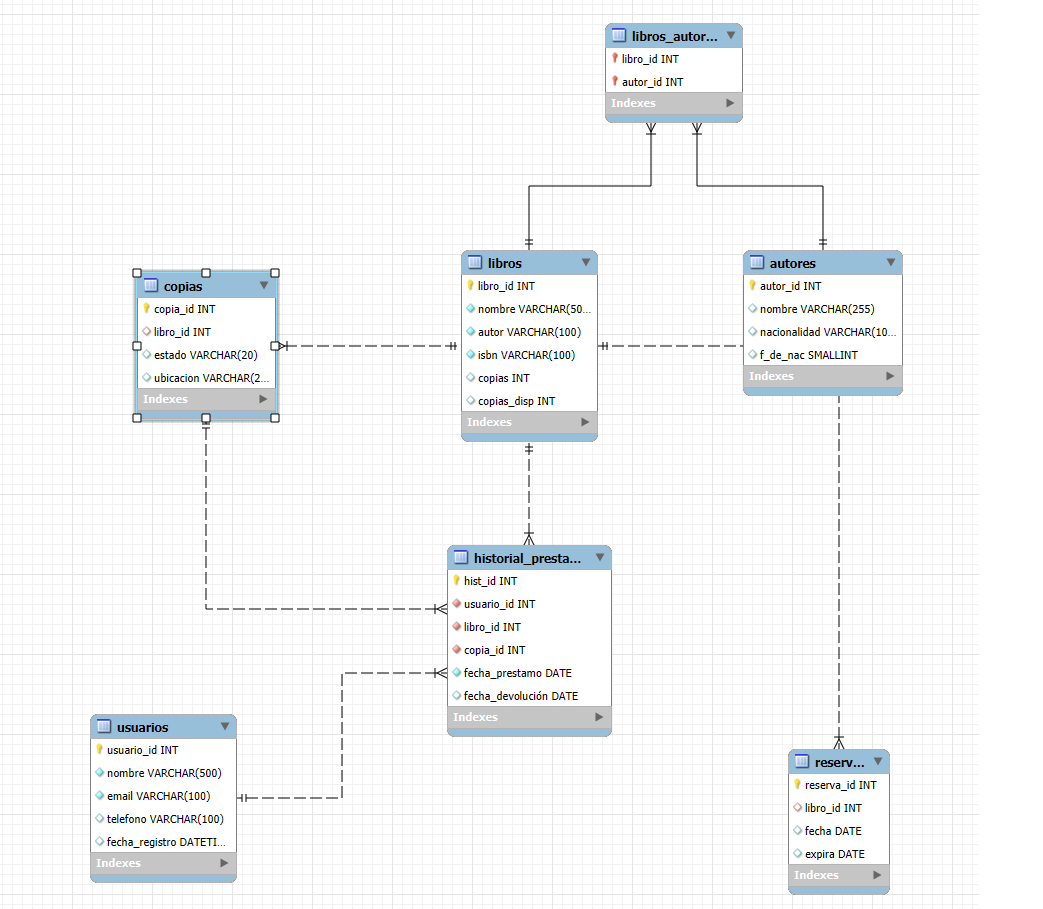 libros_autor...
libro_id INT
autor_id INT
Indexes
libros
libro_id INT
nombre VARCHAR(50...
autor VARCHAR(100)
isbn VARCHAR(100)
copias INT
copias_disp INT
Indexes
autores
autor_id INT
nombre VARCHAR(255)
nacionalidad VARCHAR(10...
f_de_nac SMALLINT
Indexes
copias
copia_id INT
libro_id INT
estado VARCHAR(20)
ubicacion VARCHAR(2...
Indexes
historial_presta...
hist_id INT
usuario_id INT
libro_id INT
copia_id INT
fecha_prestamo DATE
fecha_devolución DATE
Indexes
usuarios
usuario_id INT
nombre VARCHAR(500)
email VARCHAR(100)
telefono VARCHAR(100)
fecha_registro DATETI...
Indexes
reserv...
reserva_id INT
libro_id INT
fecha DATE
expira DATE
Indexes